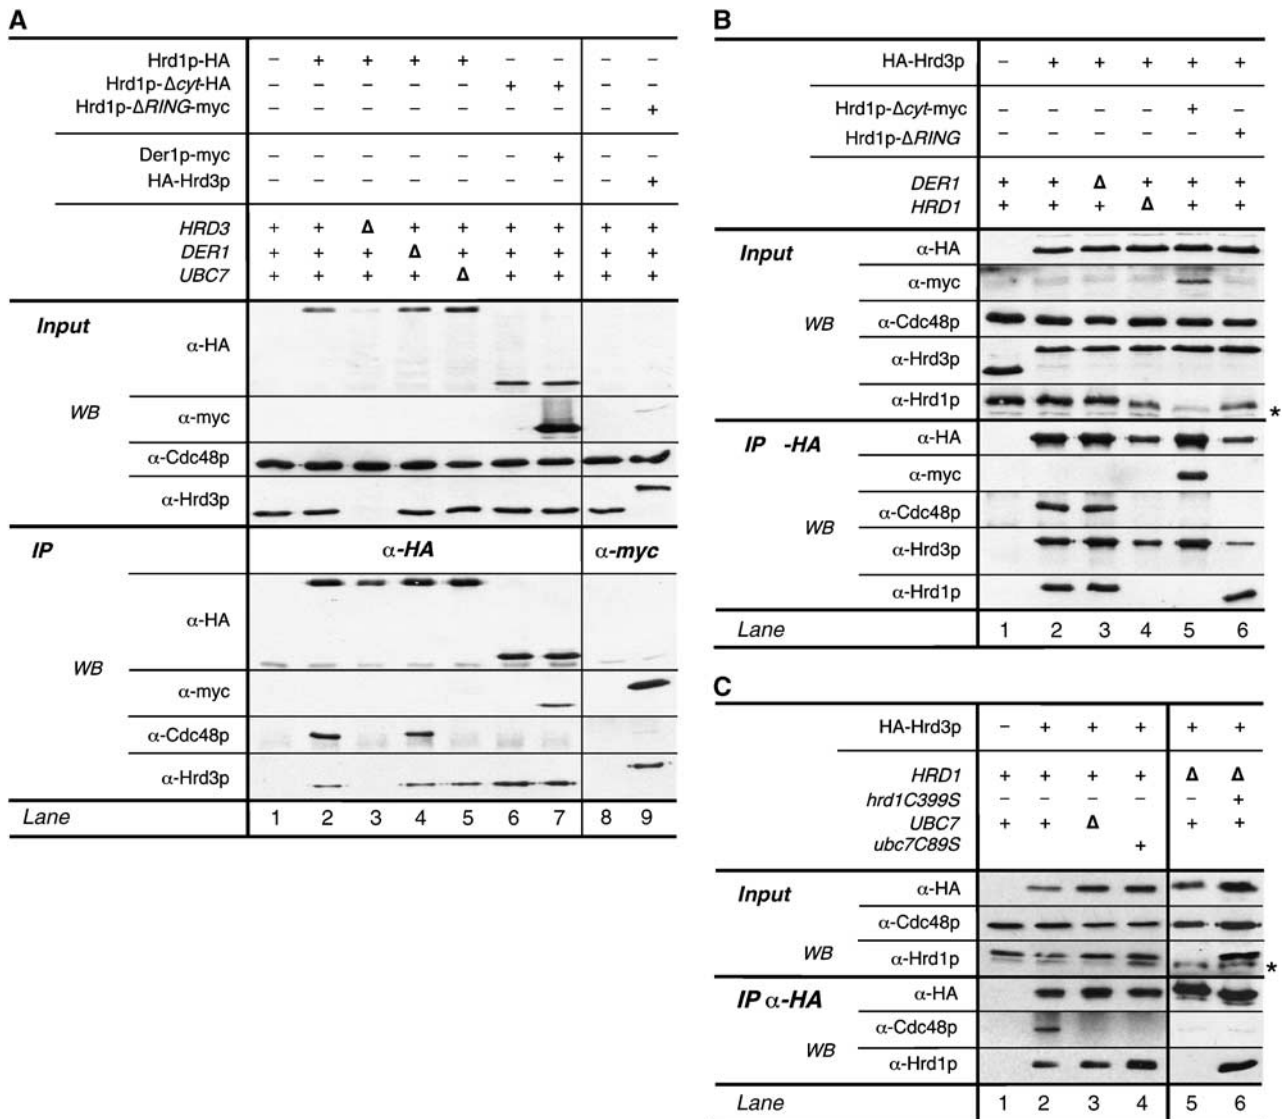 A
Hrd1p-HA – + + + + – – – –
Hrd1p-Δcyt-HA – – – – – + + – –
Hrd1p-ΔRING-myc – – – – – – – – +
Der1p-myc – – – – – – + – –
HA-Hrd3p – – – – – – – – +
HRD3 + + Δ + + + + + +
DER1 + + + Δ + + + + +
UBC7 + + + + Δ + + + +
Input
WB
α-HA
α-myc
α-Cdc48p
α-Hrd3p
IP α-HA α-myc
WB
α-HA
α-myc
α-Cdc48p
α-Hrd3p
Lane 1 2 3 4 5 6 7 8 9
B
HA-Hrd3p – + + + + +
Hrd1p-Δcyt-myc – – – – + –
Hrd1p-ΔRING – – – – – +
DER1 + + Δ + + +
HRD1 + + + Δ + +
Input
WB
α-HA
α-myc
α-Cdc48p
α-Hrd3p
α-Hrd1p *
IP -HA
WB
α-HA
α-myc
α-Cdc48p
α-Hrd3p
α-Hrd1p
Lane 1 2 3 4 5 6
C
HA-Hrd3p – + + + + +
HRD1 + + + + Δ Δ
hrd1C399S – – – – – +
UBC7 + + Δ + +
ubc7C89S +
Input
WB
α-HA
α-Cdc48p
α-Hrd1p *
IP α-HA
WB
α-HA
α-Cdc48p
α-Hrd1p
Lane 1 2 3 4 5 6